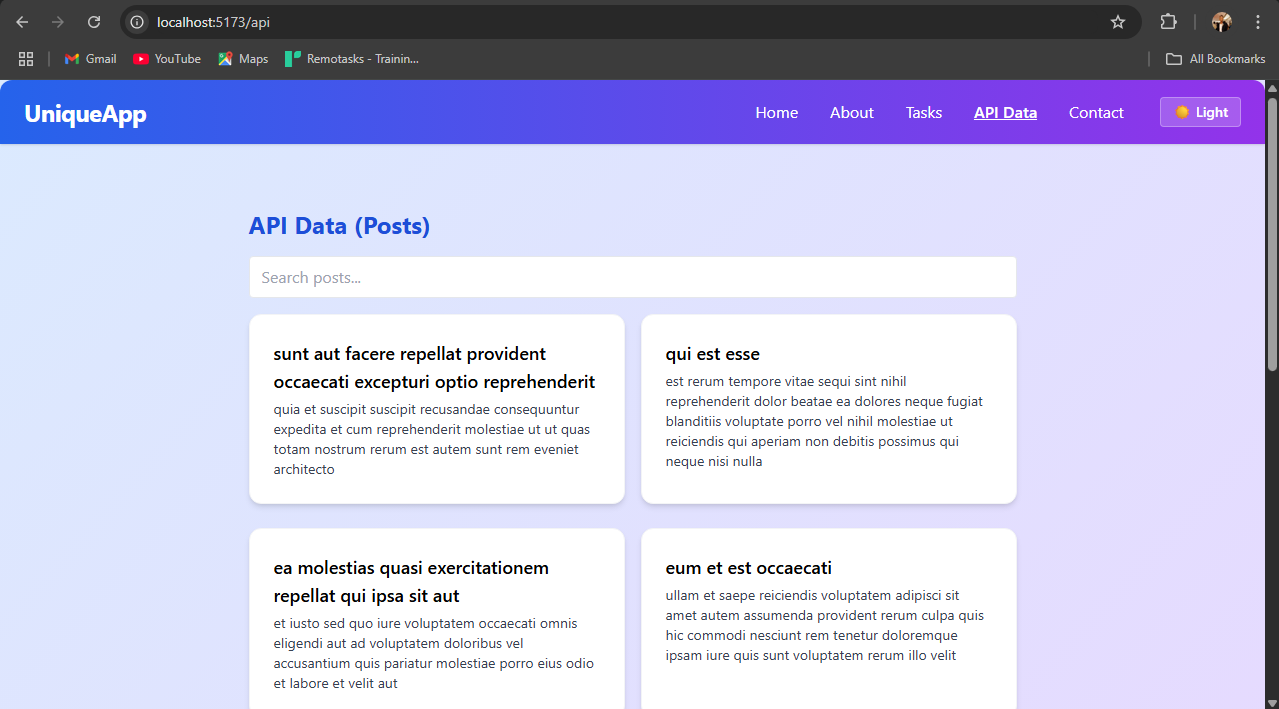 localhost:5173/api
Gmail YouTube Maps Remotasks - Trainin... All Bookmarks
UniqueApp Home About Tasks API Data Contact Light
API Data (Posts)
Search posts...
sunt aut facere repellat provident
occaecati excepturi optio reprehenderit
quia et suscipit suscipit recusandae consequuntur
expedita et cum reprehenderit molestiae ut ut quas
totam nostrum rerum est autem sunt rem eveniet
architecto
qui est esse
est rerum tempore vitae sequi sint nihil
reprehenderit dolor beatae ea dolores neque fugiat
blanditiis voluptate porro vel nihil molestiae ut
reiciendis qui aperiam non debitis possimus qui
neque nisi nulla
ea molestias quasi exercitationem
repellat qui ipsa sit aut
et iusto sed quo iure voluptatem occaecati omnis
eligendi aut ad voluptatem doloribus vel
accusantium quis pariatur molestiae porro eius odio
et labore et velit aut
eum et est occaecati
ullam et saepe reiciendis voluptatem adipisci sit
amet autem assumenda provident rerum culpa quis
hic commodi nesciunt rem tenetur doloremque
ipsam iure quis sunt voluptatem rerum illo velit